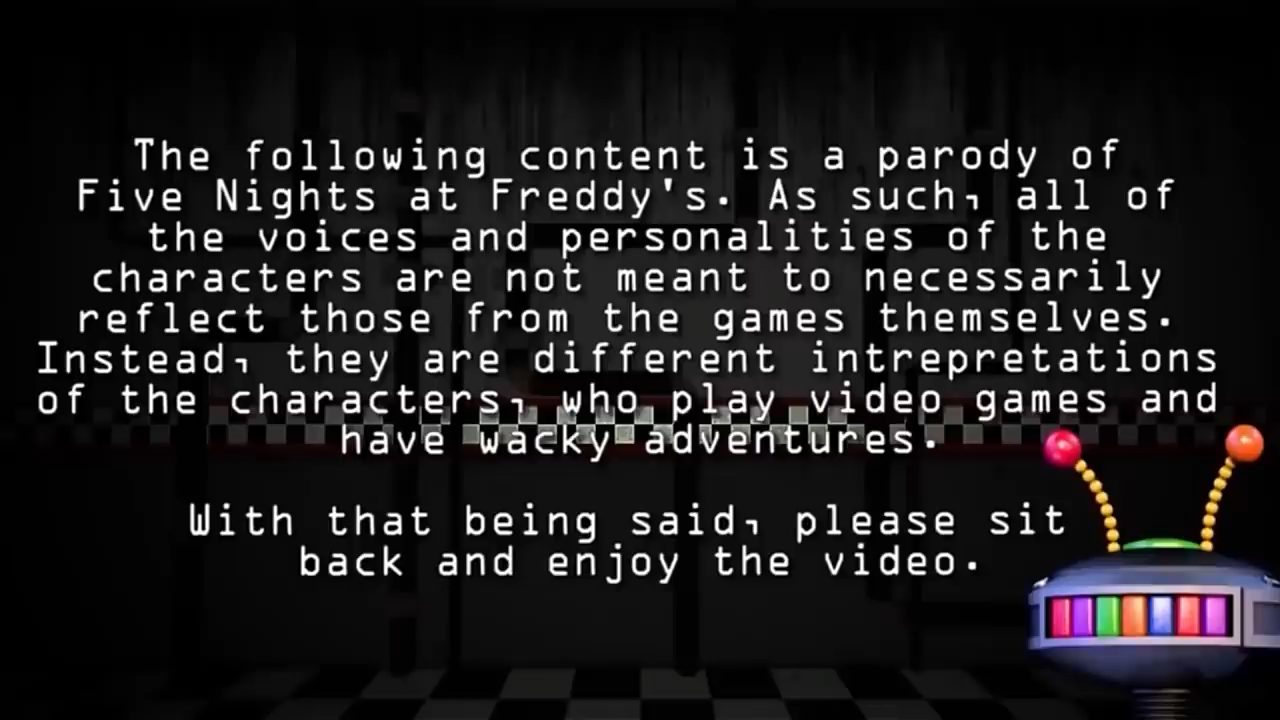 The following content is a parody of
Five Nights at Freddy's. As such, all of
the voices and personalities of the
characters are not meant to necessarily
reflect those from the games themselves.
Instead, they are different intrepretations
of the characters, who play video games and
have wacky adventures.
With that being said, please sit
back and enjoy the video.